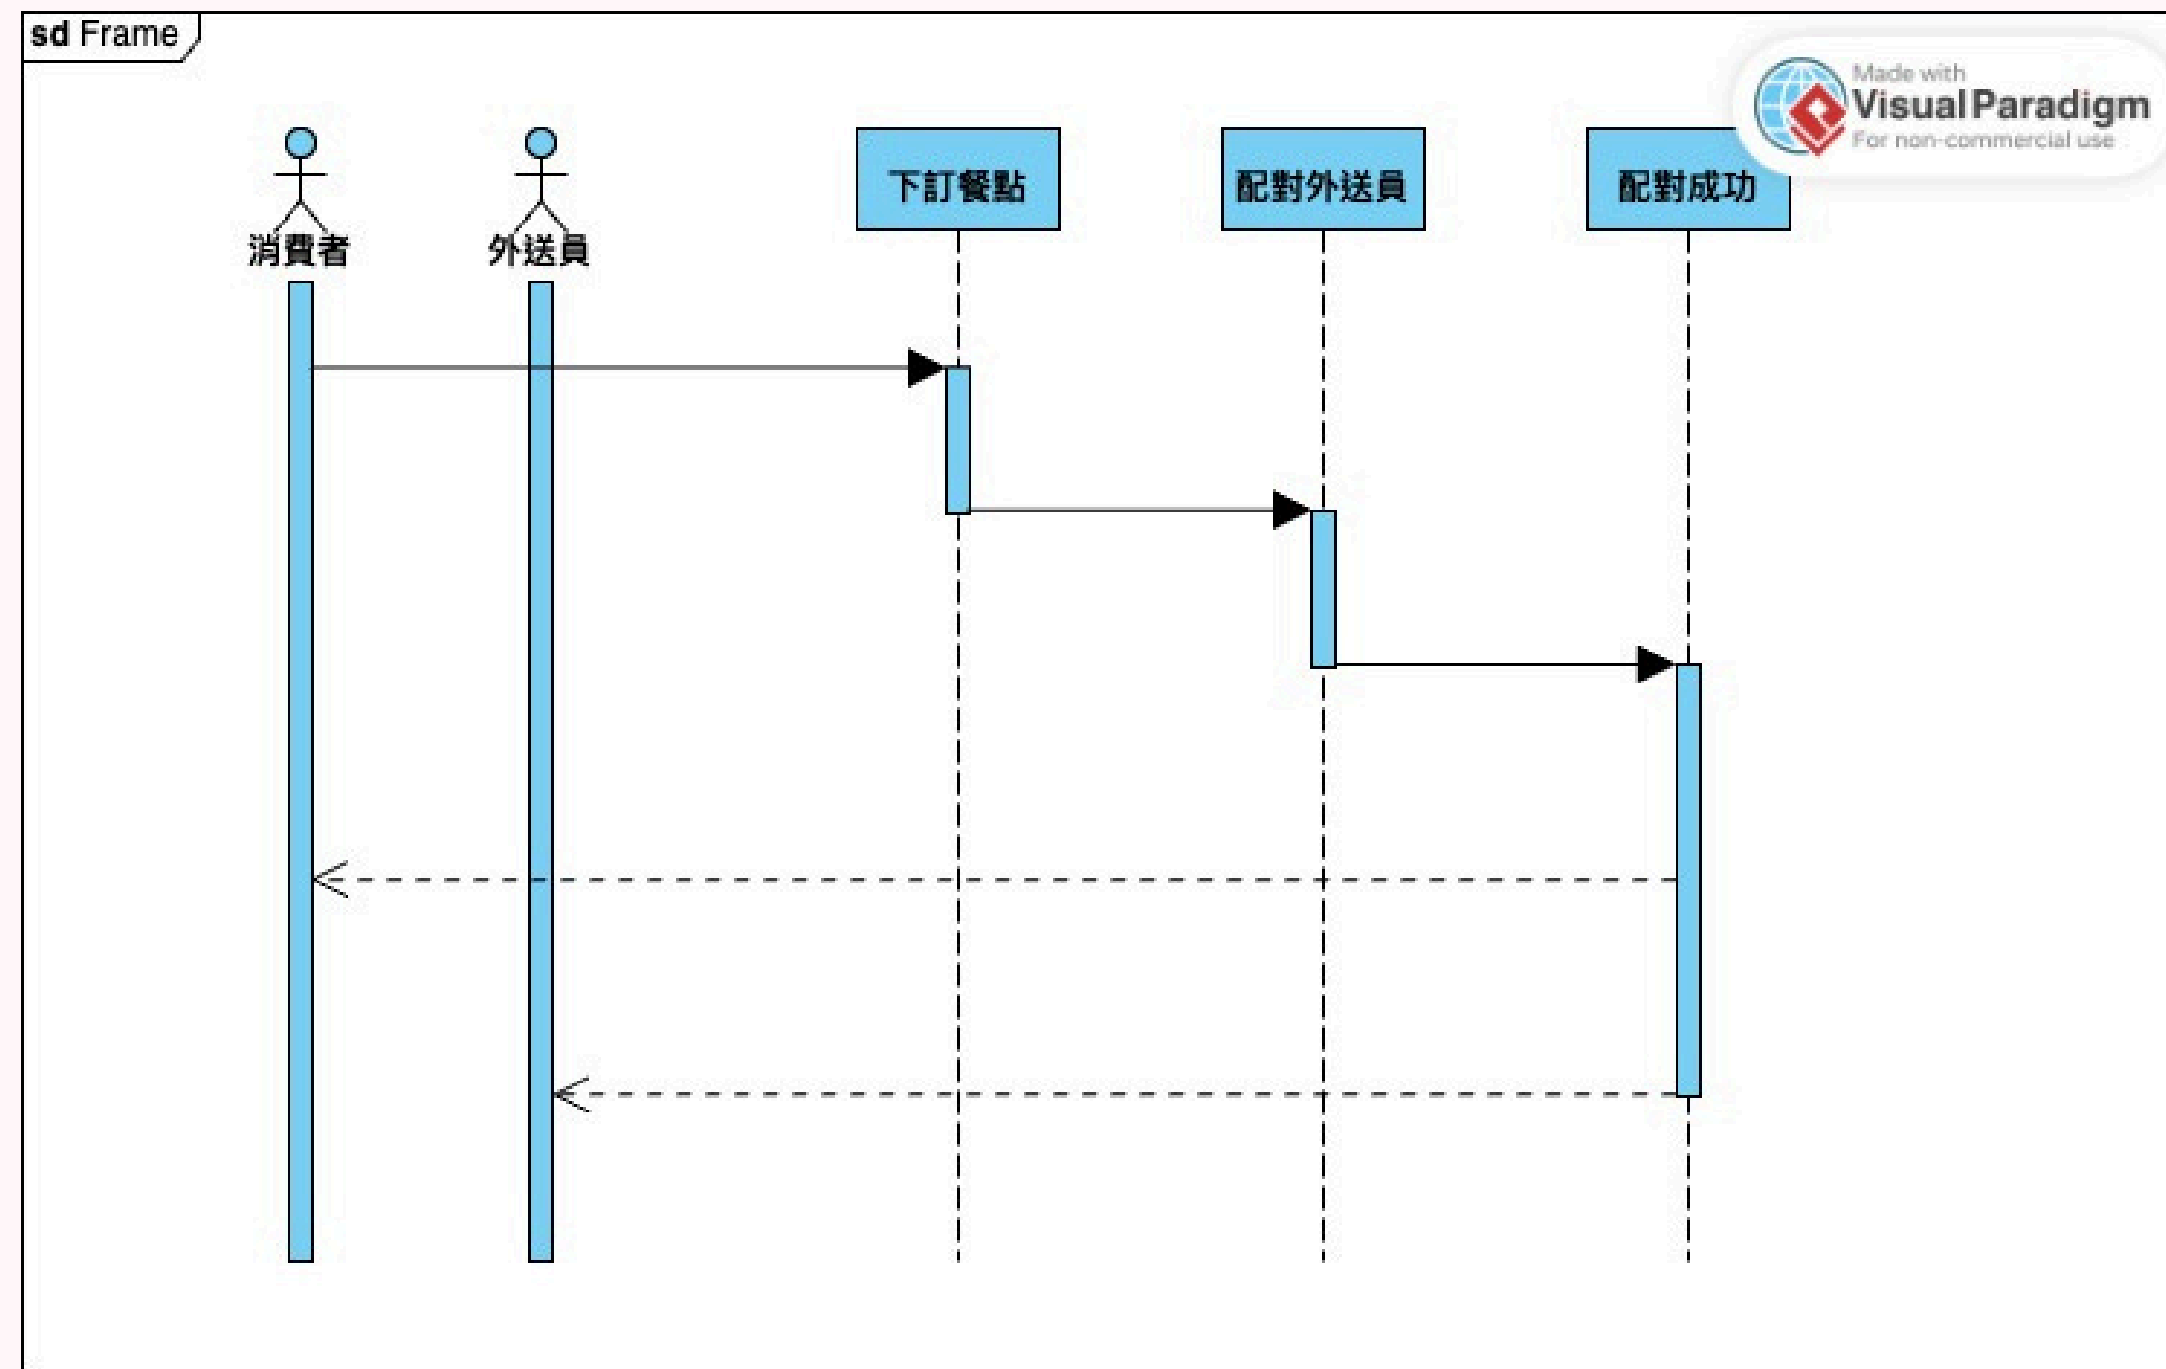 sd Frame
Made with
Visual Paradigm
For non-commercial use
下訂餐點
配對外送員
配對成功
消費者
外送員